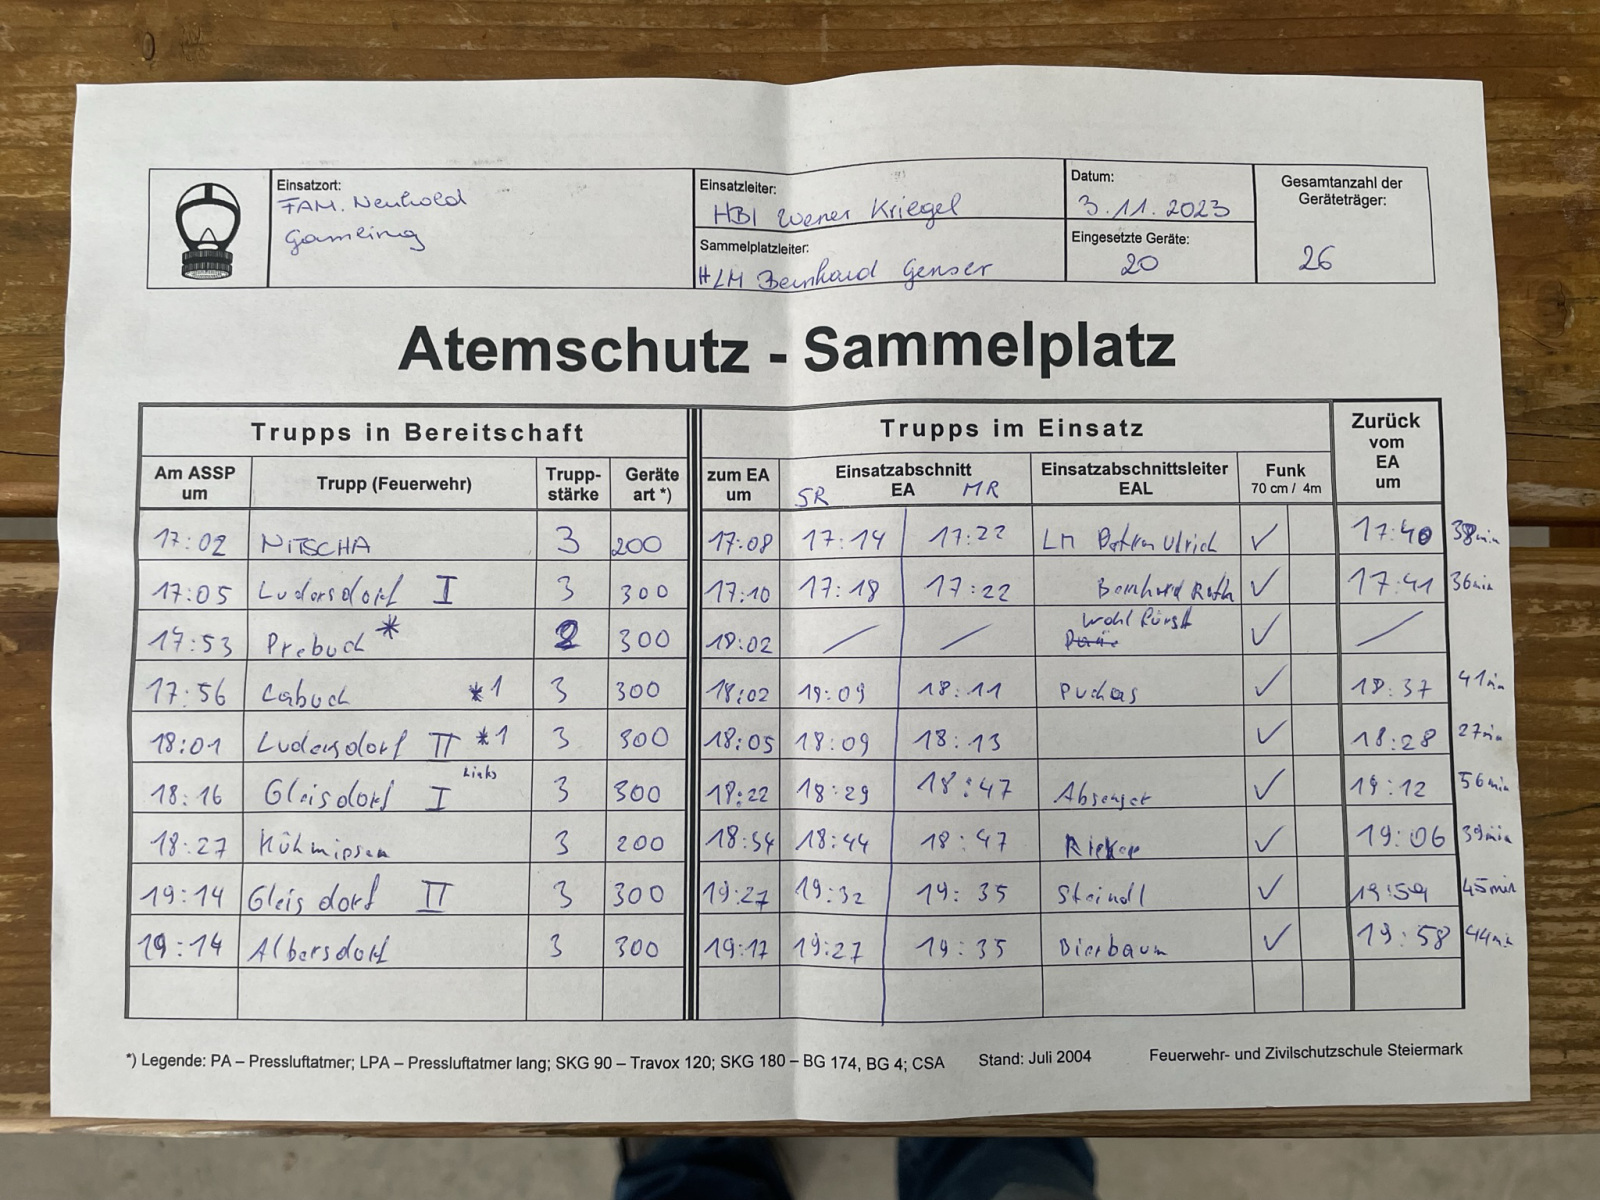 Einsatzort:
FAM. Neuhold
Gamling
Einsatzleiter:
HBI Wener Kriegel
Sammelplatzleiter:
HLM Bernhard Genser
Datum:
3.11.2023
Eingesetzte Geräte:
20
Gesamtanzahl der
Geräteträger:
26
Atemschutz - Sammelplatz
Trupps in Bereitschaft
Trupps im Einsatz
Zurück
vom
EA
um
Am ASSP
um
Trupp (Feuerwehr)
Trupp-
stärke
Geräte
art *)
zum EA
um
Einsatzabschnitt
EA
SR MR
Einsatzabschnittsleiter
EAL
Funk
70 cm / 4m
17:02 NITSCHA 3 200 17:08 17:14 17:22 LM Ulrich ✓ 17:40 38min
17:05 Ludersdorf I 3 300 17:10 17:18 17:22 Bernhard Roth ✓ 17:41 36min
17:53 Prebuch * 2 300 18:02 / / Wohl Fürst ✓ /
17:56 Labuch *1 3 300 18:02 18:09 18:11 Puchas ✓ 18:37 41min
18:01 Ludersdorf II *1 3 300 18:05 18:09 18:13 ✓ 18:28 27min
18:16 Gleisdorf I Links 3 300 18:22 18:29 18:47 Absenger ✓ 19:12 56min
18:27 3 200 18:34 18:44 18:47 ✓ 19:06 39min
19:14 Gleisdorf II 3 300 19:27 19:32 19:35 Steindl ✓ 19:59 45min
19:14 Albersdorf 3 300 19:17 19:27 19:35 Bierbaum ✓ 19:58 44min
*) Legende: PA – Pressluftatmer; LPA – Pressluftatmer lang; SKG 90 – Travox 120; SKG 180 – BG 174, BG 4; CSA Stand: Juli 2004 Feuerwehr- und Zivilschutzschule Steiermark